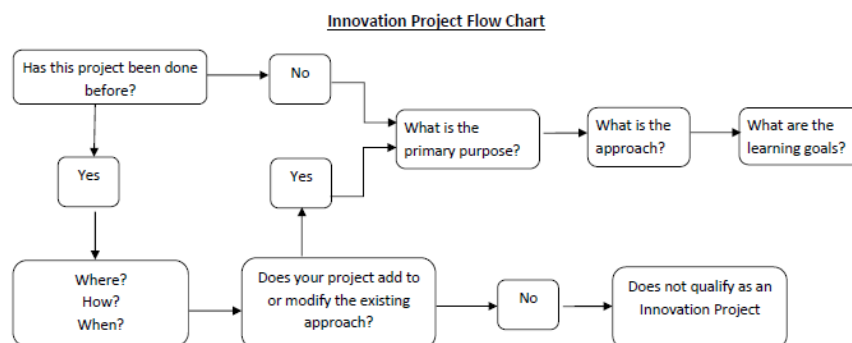 Innovation Project Flow Chart
Has this project been done
before?
No
What is the
primary purpose?
What is the
approach?
What are the
learning goals?
Yes
Yes
Where?
How?
When?
Does your project add to
or modify the existing
approach?
No
Does not qualify as an
Innovation Project